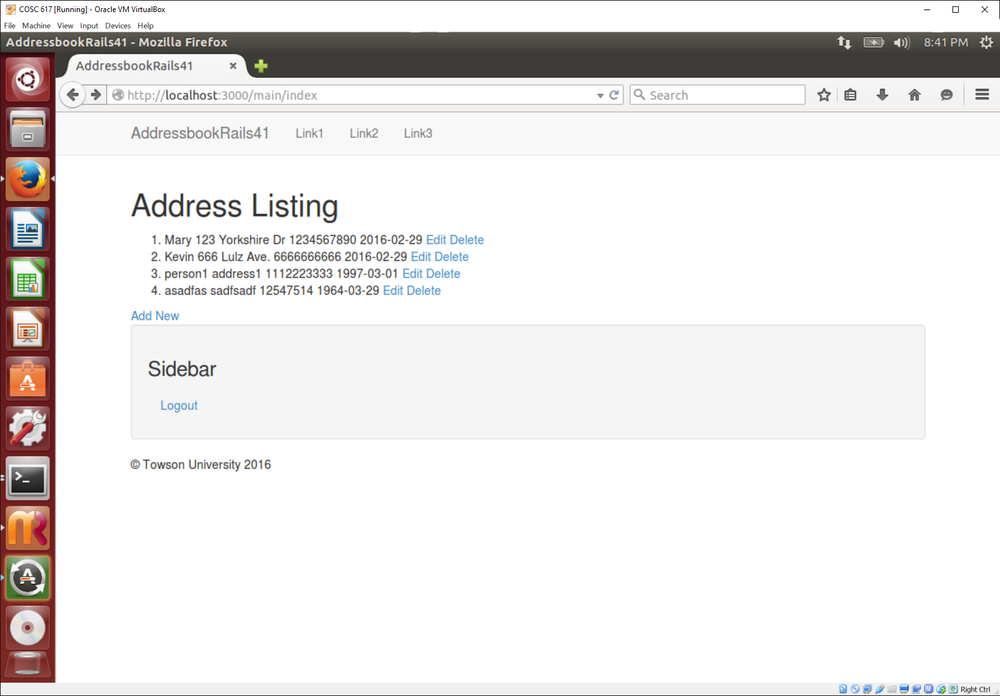 COSC 617 [Running] - Oracle VM VirtualBox
File Machine View Input Devices Help
AddressbookRails41 - Mozilla Firefox
8:41 PM
AddressbookRails41
http://localhost:3000/main/index
Search
AddressbookRails41 Link1 Link2 Link3
Address Listing
1. Mary 123 Yorkshire Dr 1234567890 2016-02-29 Edit Delete
2. Kevin 666 Lulz Ave. 6666666666 2016-02-29 Edit Delete
3. person1 address1 1112223333 1997-03-01 Edit Delete
4. asadfas sadfsadf 12547514 1964-03-29 Edit Delete
Add New
Sidebar
Logout
© Towson University 2016
Right Ctrl